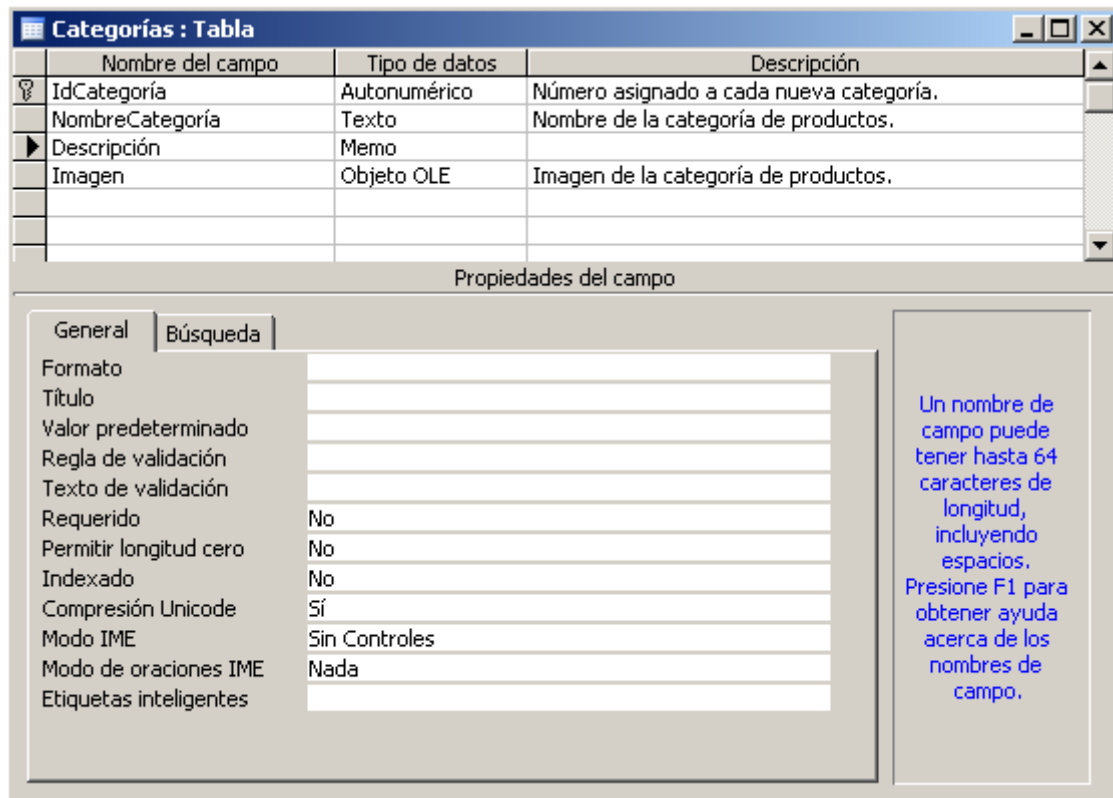 Categorías : Tabla
Nombre del campo Tipo de datos Descripción
IdCategoría Autonumérico Número asignado a cada nueva categoría.
NombreCategoría Texto Nombre de la categoría de productos.
Descripción Memo
Imagen Objeto OLE Imagen de la categoría de productos.
Propiedades del campo
General Búsqueda
Formato
Título
Valor predeterminado
Regla de validación
Texto de validación
Requerido No
Permitir longitud cero No
Indexado No
Compresión Unicode Sí
Modo IME Sin Controles
Modo de oraciones IME Nada
Etiquetas inteligentes
Un nombre de
campo puede
tener hasta 64
caracteres de
longitud,
incluyendo
espacios.
Presione F1 para
obtener ayuda
acerca de los
nombres de
campo.